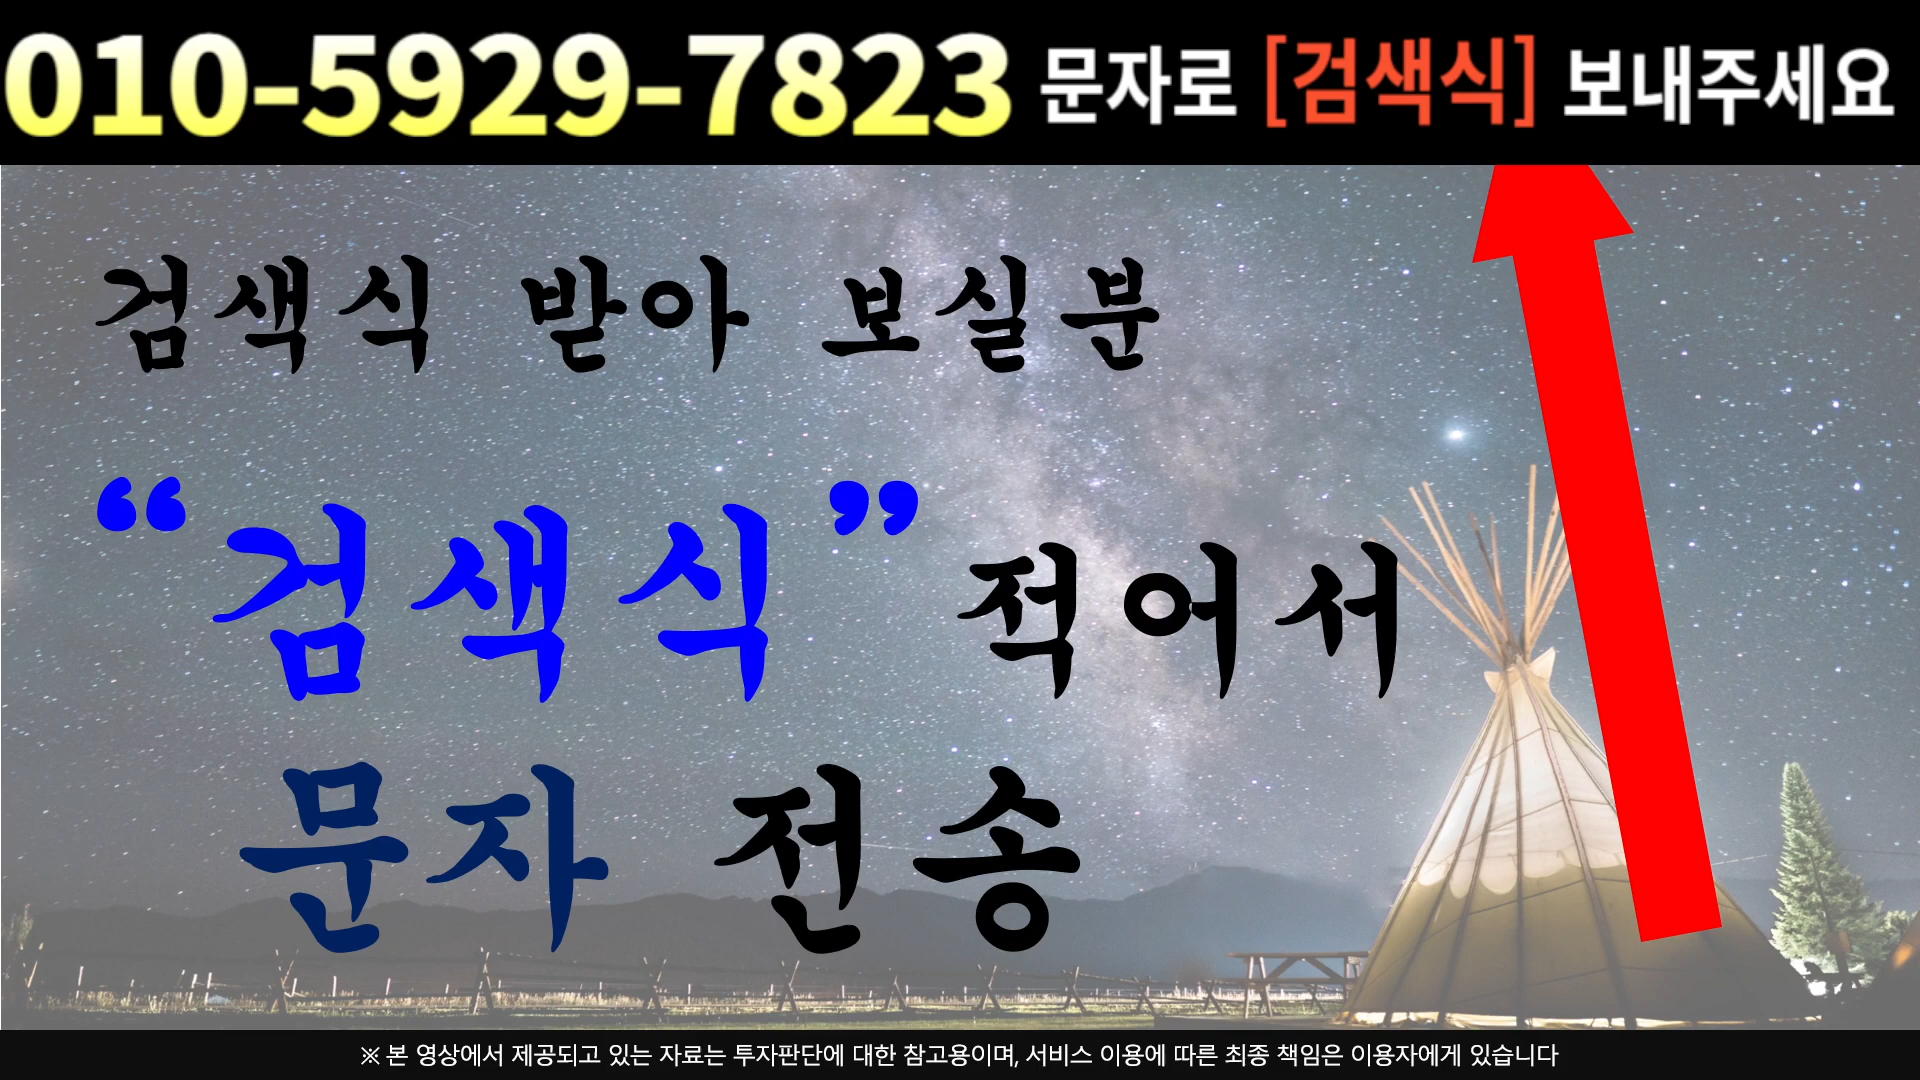 010-5929-7823 문자로 [검색식] 보내주세요
검색식 받아 보실분
“검색식” 적어서
문자 전송
※ 본 영상에서 제공되고 있는 자료는 투자판단에 대한 참고용이며, 서비스 이용에 따른 최종 책임은 이용자에게 있습니다